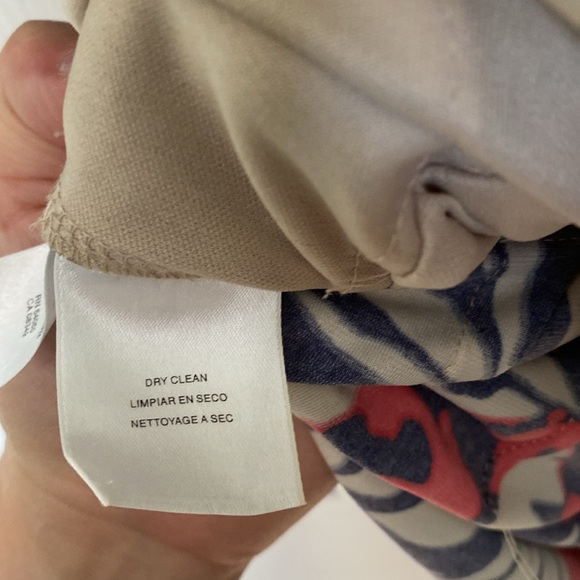 DRY CLEAN
LIMPIAR EN SECO
NETTOYAGE A SEC